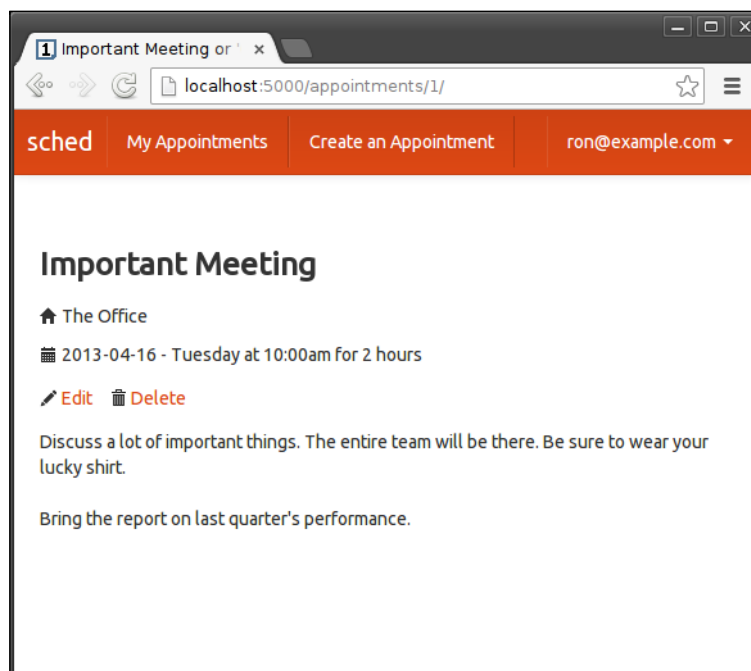 1 Important Meeting or
localhost:5000/appointments/1/
sched My Appointments Create an Appointment ron@example.com
Important Meeting
The Office
2013-04-16 - Tuesday at 10:00am for 2 hours
Edit Delete
Discuss a lot of important things. The entire team will be there. Be sure to wear your
lucky shirt.
Bring the report on last quarter's performance.